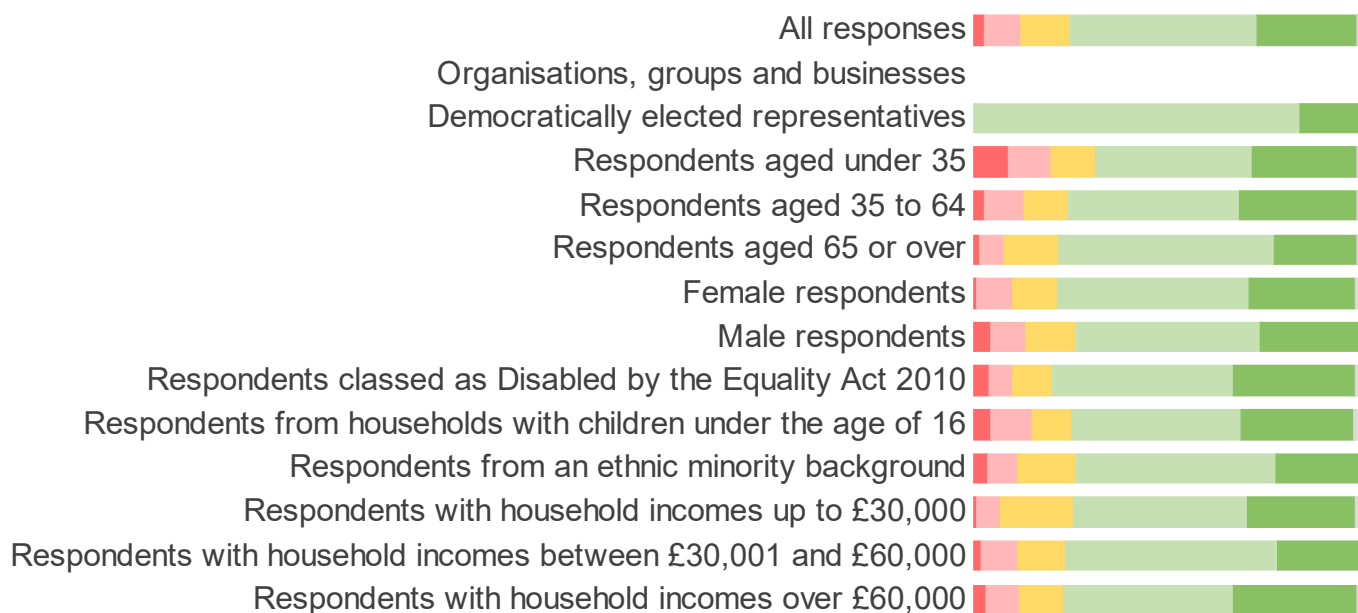 All responses
Organisations, groups and businesses
Democratically elected representatives
Respondents aged under 35
Respondents aged 35 to 64
Respondents aged 65 or over
Female respondents
Male respondents
Respondents classed as Disabled by the Equality Act 2010
Respondents from households with children under the age of 16
Respondents from an ethnic minority background
Respondents with household incomes up to £30,000
Respondents with household incomes between £30,001 and £60,000
Respondents with household incomes over £60,000